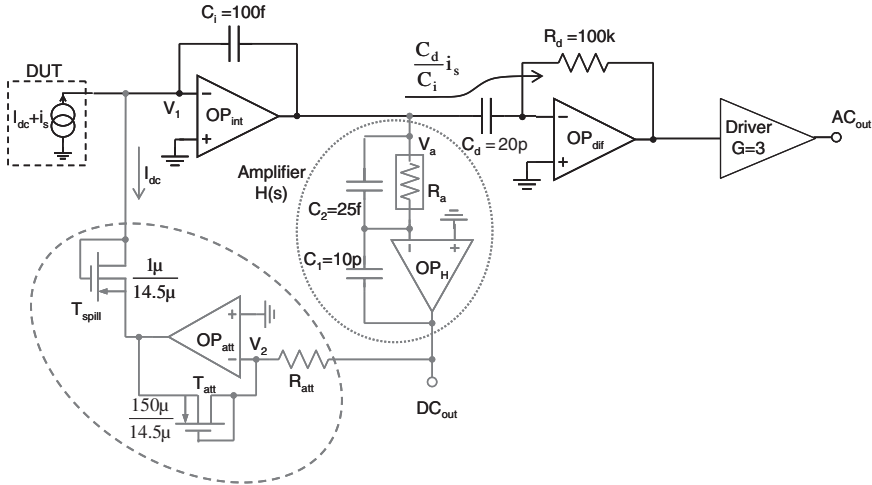 C_i =100f
DUT
I_dc+i_s
V_1
−
+
OP_int
C_d
C_i
i_s
R_d =100k
C_d = 20p
−
+
OP_dif
Driver
G=3
AC_out
I_dc
Amplifier
H(s)
V_a
R_a
C_2=25f
C_1=10p
−
+
OP_H
1μ
14.5μ
T_spill
OP_att
+
−
V_2
R_att
T_att
150μ
14.5μ
DC_out